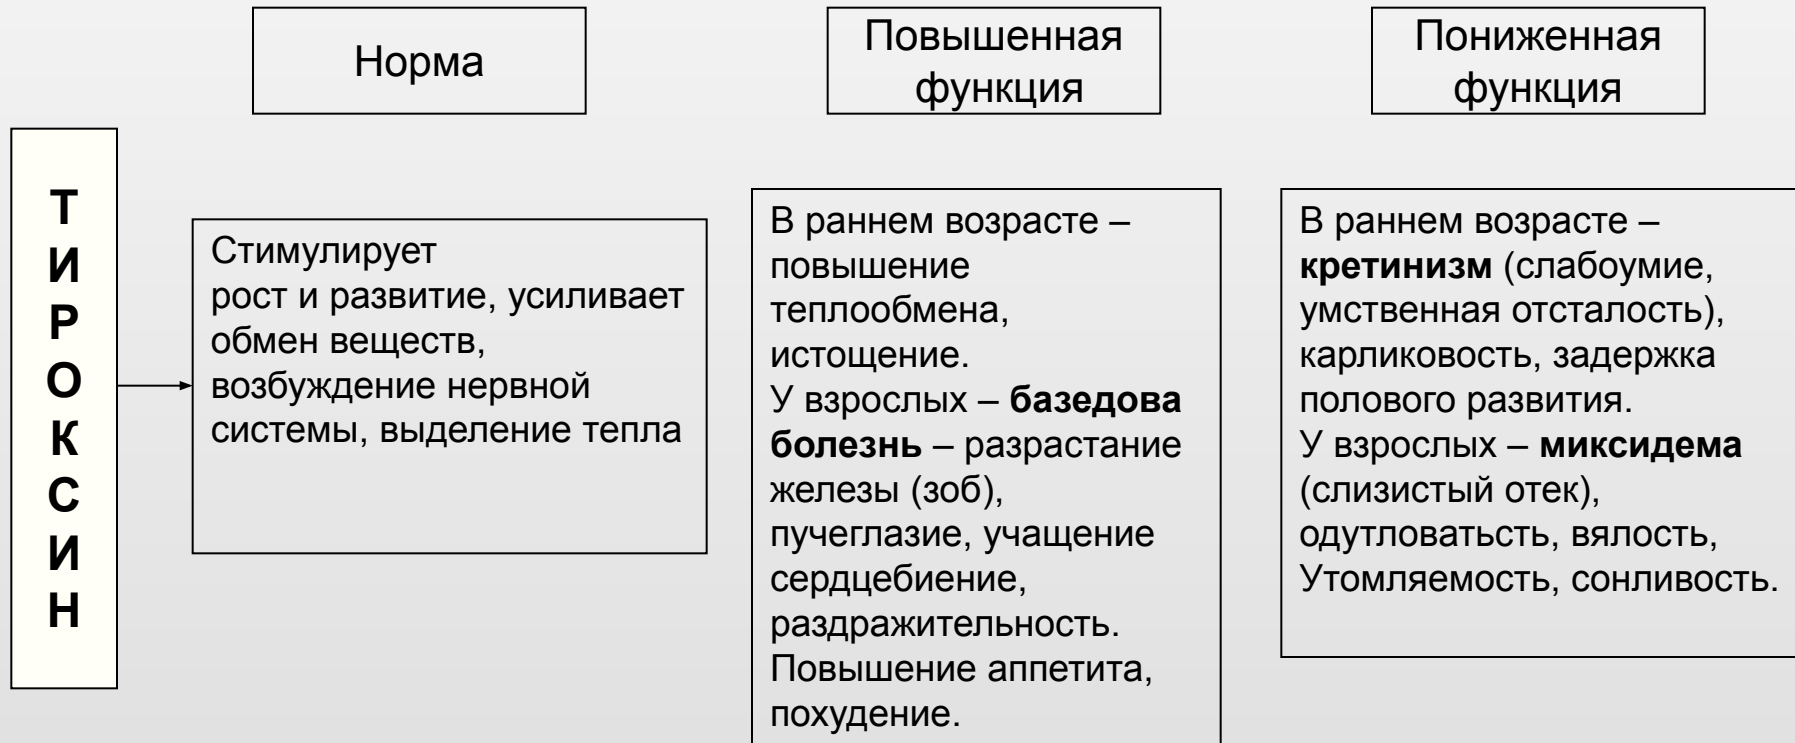 Норма
Повышенная
функция
Пониженная
функция
ТИРОКСИН
Стимулирует
рост и развитие, усиливает
обмен веществ,
возбуждение нервной
системы, выделение тепла
В раннем возрасте –
повышение
теплообмена,
истощение.
У взрослых – базедова
болезнь – разрастание
железы (зоб),
пучеглазие, учащение
сердцебиение,
раздражительность.
Повышение аппетита,
похудение.
В раннем возрасте –
кретинизм (слабоумие,
умственная отсталость),
карликовость, задержка
полового развития.
У взрослых – миксидема
(слизистый отек),
одутловатьсть, вялость,
Утомляемость, сонливость.